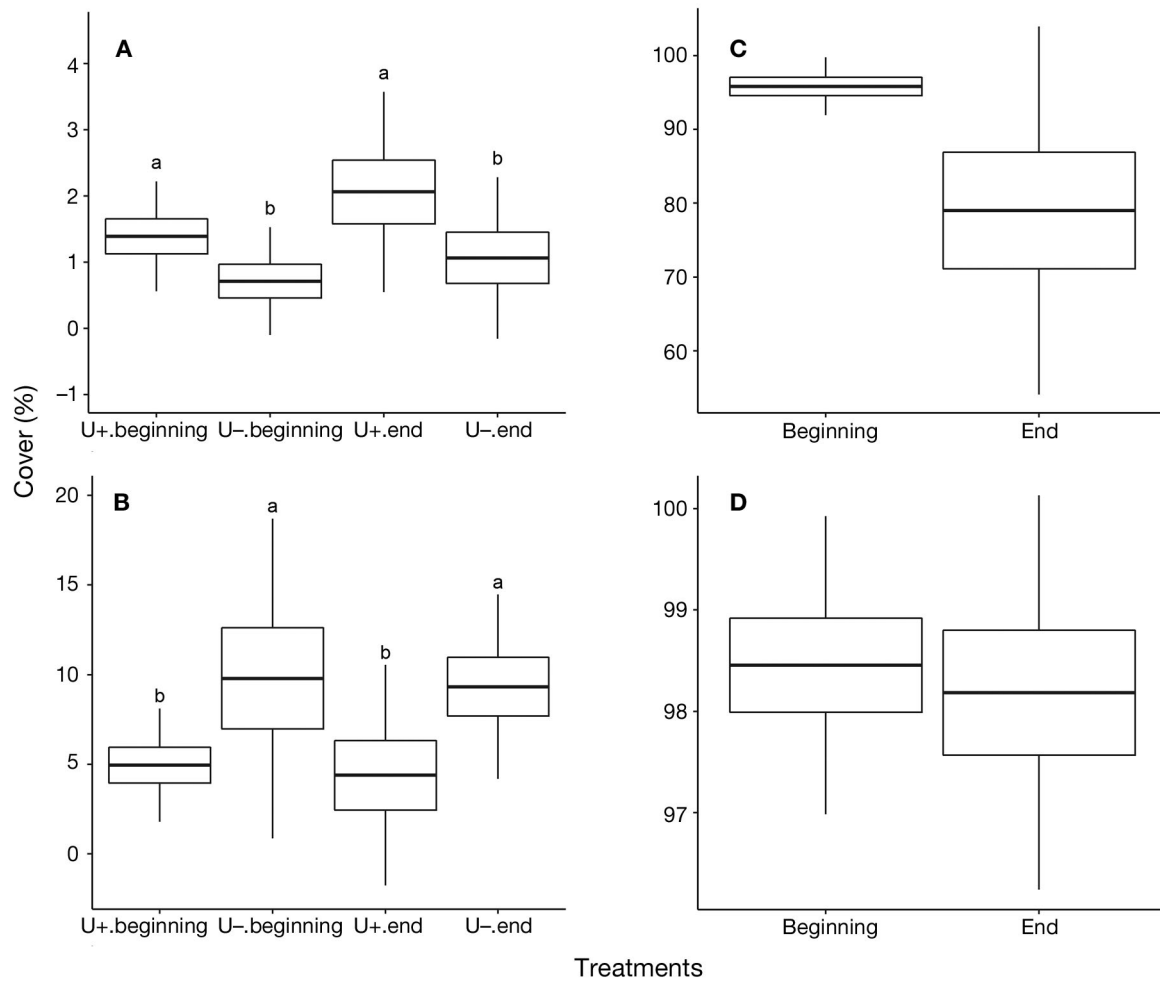 Cover (%)
A
4
3
2
1
0
–1
a
b
a
b
U+.beginning U–.beginning U+.end U–.end
C
100
90
80
70
60
Beginning End
B
20
15
10
5
0
b
a
b
a
U+.beginning U–.beginning U+.end U–.end
D
100
99
98
97
Beginning End
Treatments